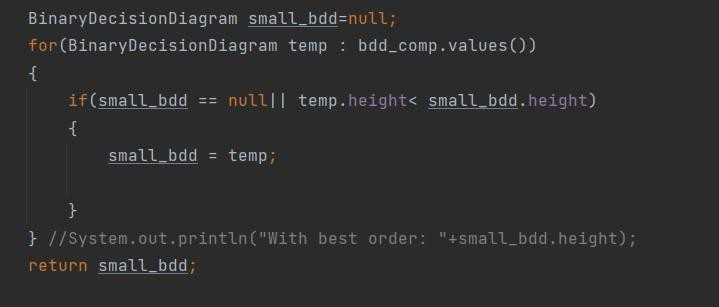 BinaryDecisionDiagram small_bdd=null;
for(BinaryDecisionDiagram temp : bdd_comp.values())
{
if(small_bdd == null|| temp.height< small_bdd.height)
{
small_bdd = temp;
}
} //System.out.println("With best order: "+small_bdd.height);
return small_bdd;